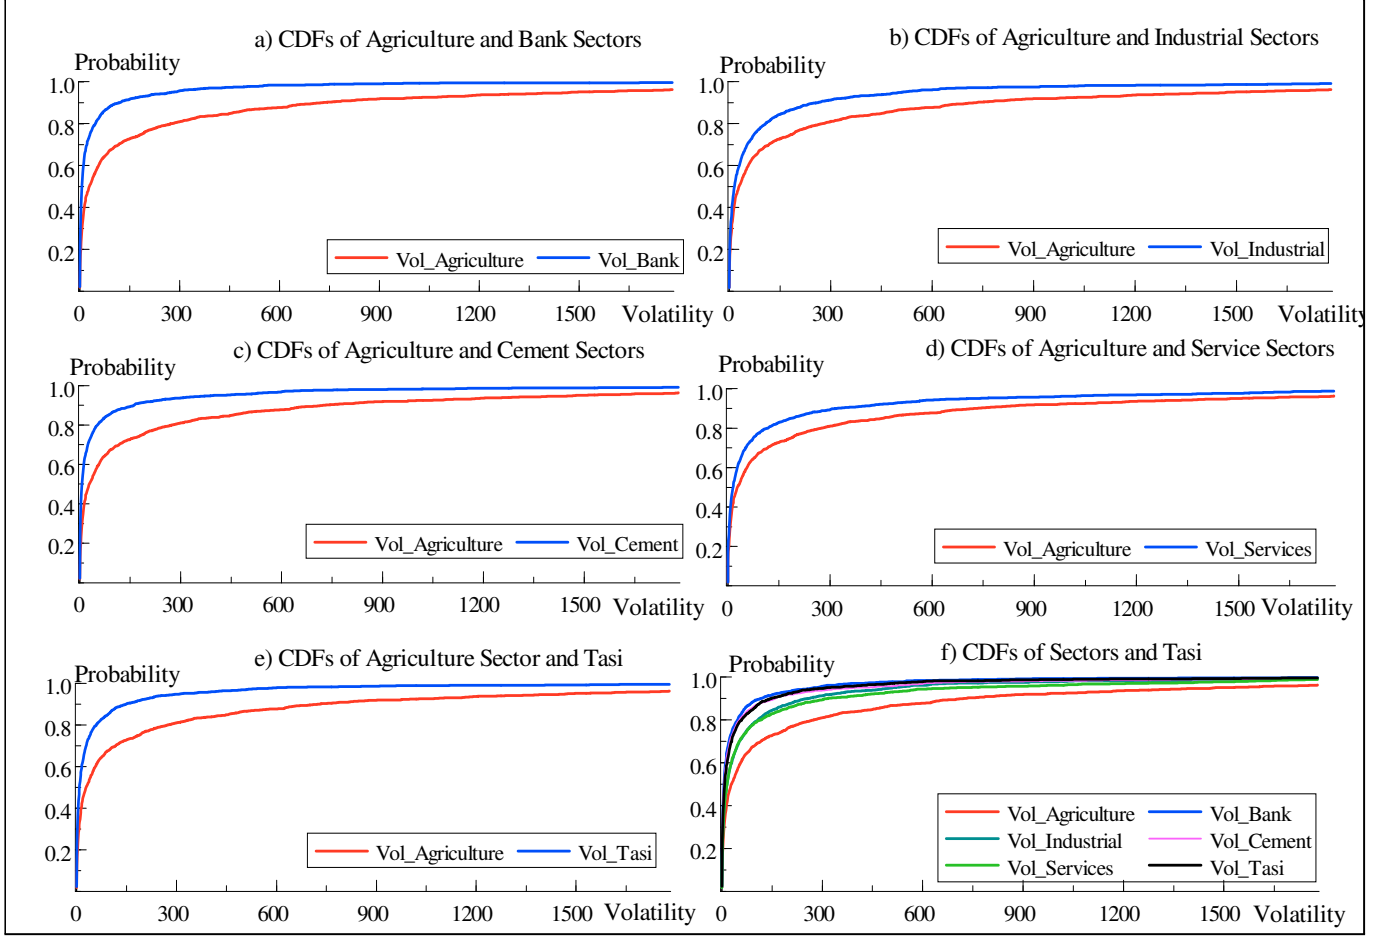 a) CDFs of Agriculture and Bank Sectors
Probability
1.0
0.8
0.6
0.4
0.2
Vol_Agriculture Vol_Bank
0 300 600 900 1200 1500 Volatility
b) CDFs of Agriculture and Industrial Sectors
Probability
1.0
0.8
0.6
0.4
0.2
Vol_Agriculture Vol_Industrial
0 300 600 900 1200 1500 Volatility
c) CDFs of Agriculture and Cement Sectors
Probability
1.0
0.8
0.6
0.4
0.2
Vol_Agriculture Vol_Cement
0 300 600 900 1200 1500 Volatility
d) CDFs of Agriculture and Service Sectors
Probability
1.0
0.8
0.6
0.4
0.2
Vol_Agriculture Vol_Services
0 300 600 900 1200 1500 Volatility
e) CDFs of Agriculture Sector and Tasi
Probability
1.0
0.8
0.6
0.4
0.2
Vol_Agriculture Vol_Tasi
0 300 600 900 1200 1500 Volatility
f) CDFs of Sectors and Tasi
Probability
1.0
0.8
0.6
0.4
0.2
Vol_Agriculture Vol_Bank
Vol_Industrial Vol_Cement
Vol_Services Vol_Tasi
0 300 600 900 1200 1500 Volatility